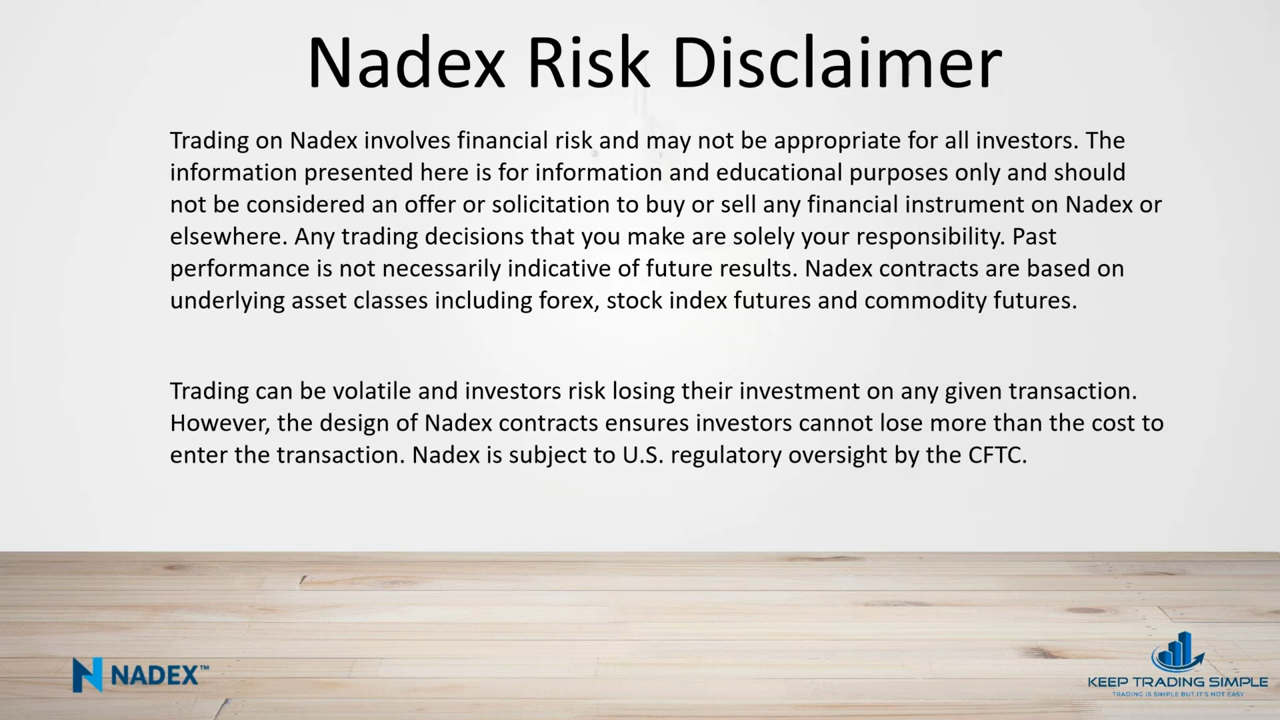 Nadex Risk Disclaimer
Trading on Nadex involves financial risk and may not be appropriate for all investors. The
information presented here is for information and educational purposes only and should
not be considered an offer or solicitation to buy or sell any financial instrument on Nadex or
elsewhere. Any trading decisions that you make are solely your responsibility. Past
performance is not necessarily indicative of future results. Nadex contracts are based on
underlying asset classes including forex, stock index futures and commodity futures.
Trading can be volatile and investors risk losing their investment on any given transaction.
However, the design of Nadex contracts ensures investors cannot lose more than the cost to
enter the transaction. Nadex is subject to U.S. regulatory oversight by the CFTC.
NADEX™
KEEP TRADING SIMPLE
TRADING IS SIMPLE BUT IT'S NOT EASY